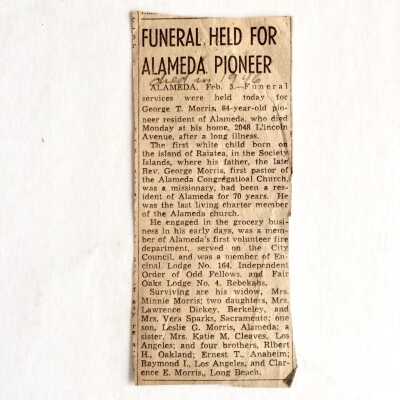 FUNERAL HELD FOR
ALAMEDA PIONEER
died in 1946
ALAMEDA, Feb. 5.—Funeral
services were held today for
George T. Morris, 84-year-old pio-
neer resident of Alameda, who died
Monday at his home, 2048 Lincoln
Avenue, after a long illness.
The first white child born on
the island of Raiatea, in the Society
Islands, where his father, the late
Rev. George Morris, first pastor of
the Alameda Congregational Church,
was a missionary, had been a res-
ident of Alameda for 70 years. He
was the last living charter member
of the Alameda church.
He engaged in the grocery busi-
ness in his early days, was a mem-
ber of Alameda's first volunteer fire
department, served on the City
Council, and was a member of En-
cinal Lodge No. 164, Independent
Order of Odd Fellows, and Fair
Oaks Lodge No. 4, Rebekahs.
Surviving are his widow, Mrs.
Minnie Morris; two daughters, Mrs.
Lawrence Dickey, Berkeley, and
Mrs. Vera Sparks, Sacramento; one
son, Leslie G. Morris, Alameda; a
sister, Mrs. Katie M. Cleaves, Los
Angeles; and four brothers, Rlbert
H., Oakland; Ernest T., Anaheim;
Raymond I., Los Angeles, and Clar-
ence E. Morris, Long Beach.